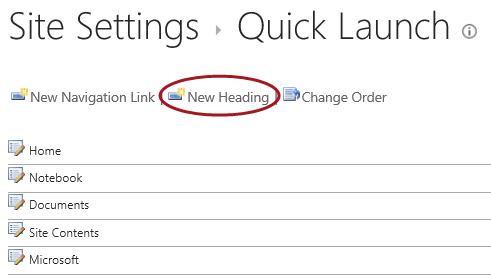 Site Settings ▸ Quick Launch
New Navigation Link | New Heading | Change Order
Home
Notebook
Documents
Site Contents
Microsoft